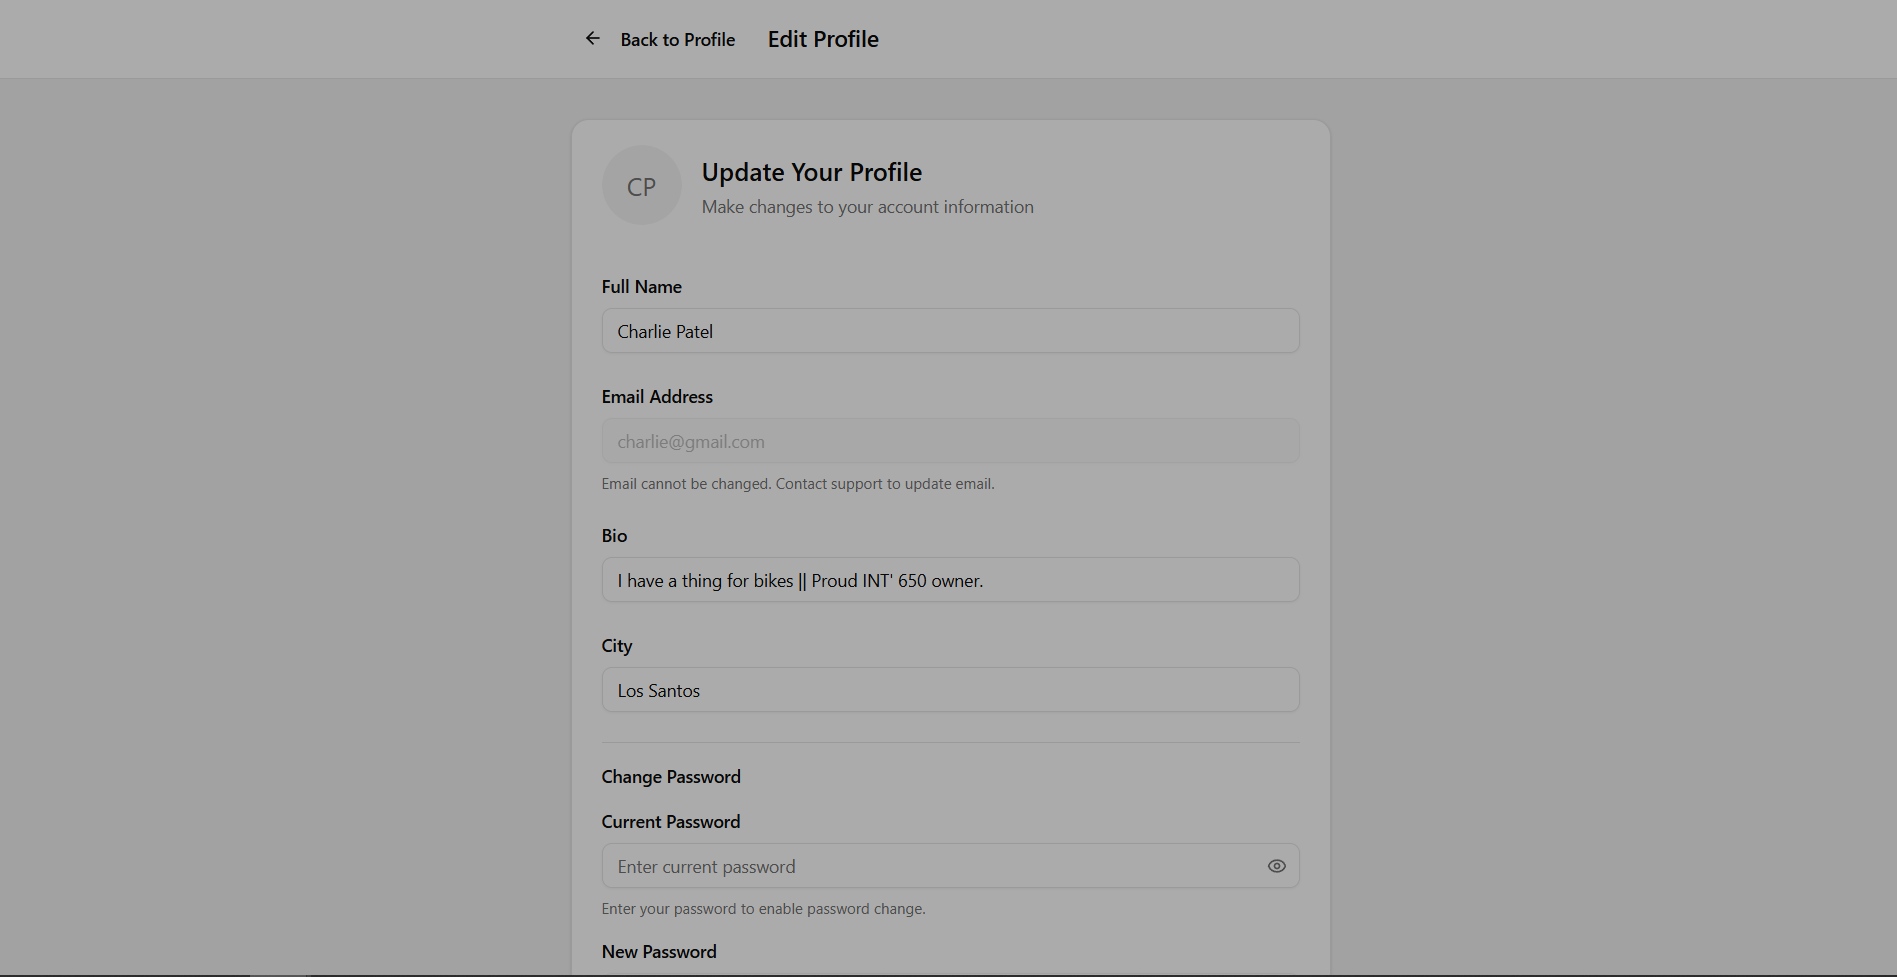 Back to Profile
Edit Profile
CP
Update Your Profile
Make changes to your account information
Full Name
Charlie Patel
Email Address
charlie@gmail.com
Email cannot be changed. Contact support to update email.
Bio
I have a thing for bikes || Proud INT' 650 owner.
City
Los Santos
Change Password
Current Password
Enter current password
Enter your password to enable password change.
New Password